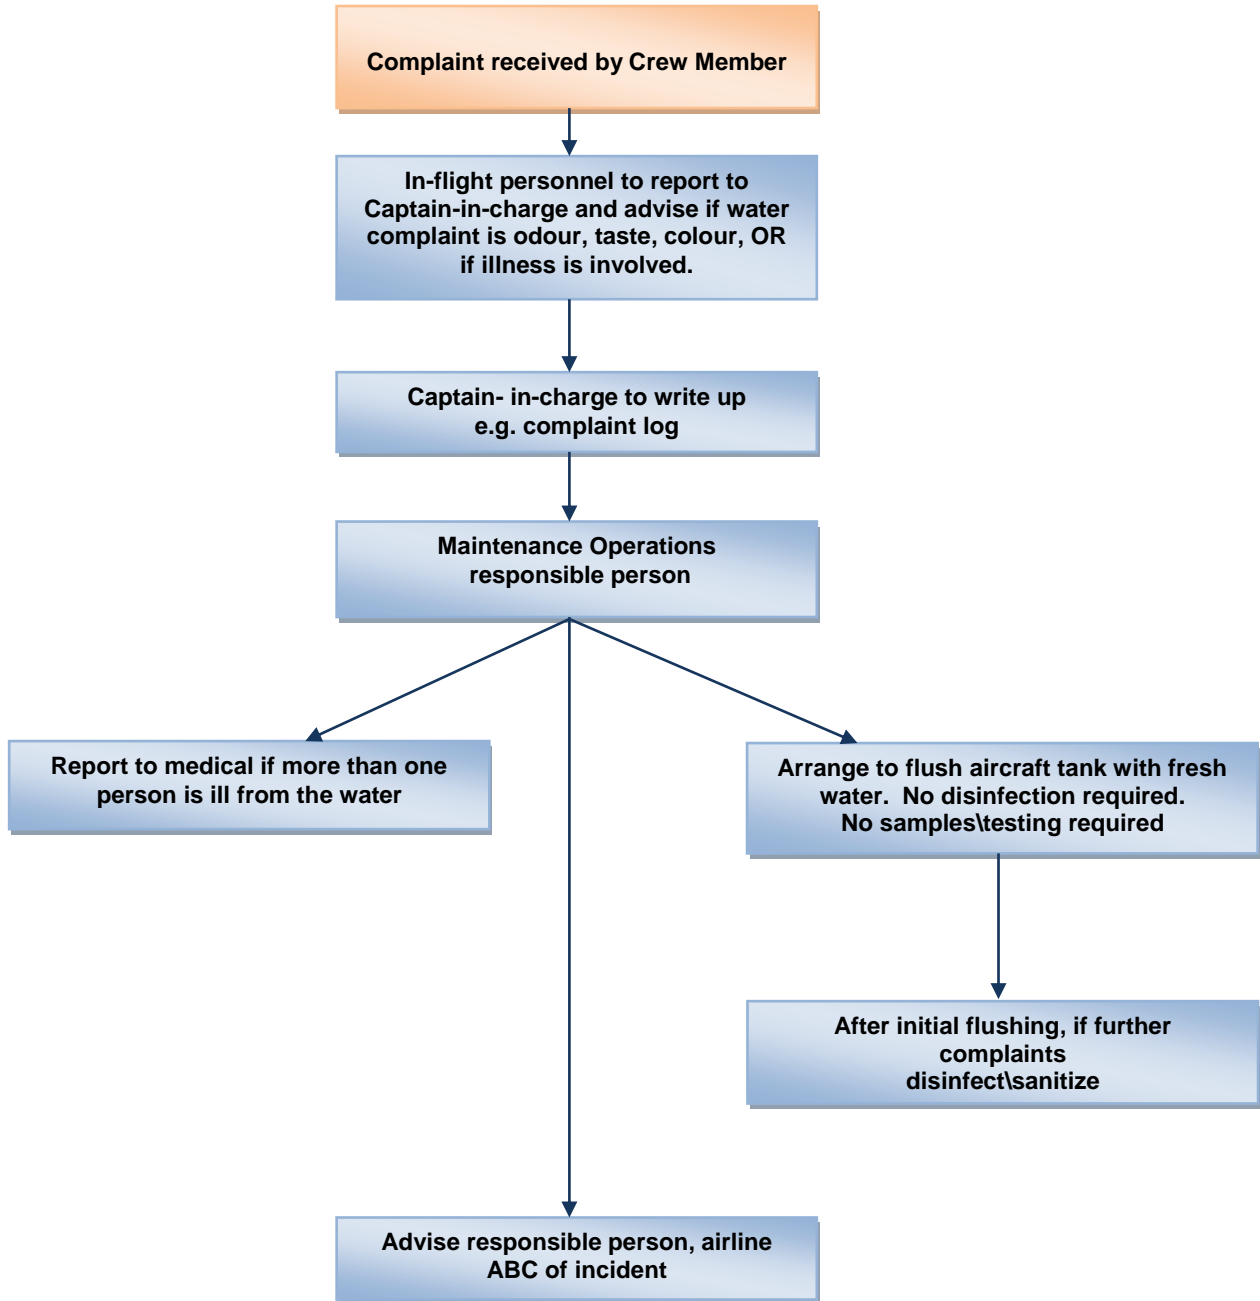 Complaint received by Crew Member
In-flight personnel to report to
Captain-in-charge and advise if water
complaint is odour, taste, colour, OR
if illness is involved.
Captain- in-charge to write up
e.g. complaint log
Maintenance Operations
responsible person
Report to medical if more than one
person is ill from the water
Arrange to flush aircraft tank with fresh
water.  No disinfection required.
No samples\testing required
After initial flushing, if further
complaints
disinfect\sanitize
Advise responsible person, airline
ABC of incident